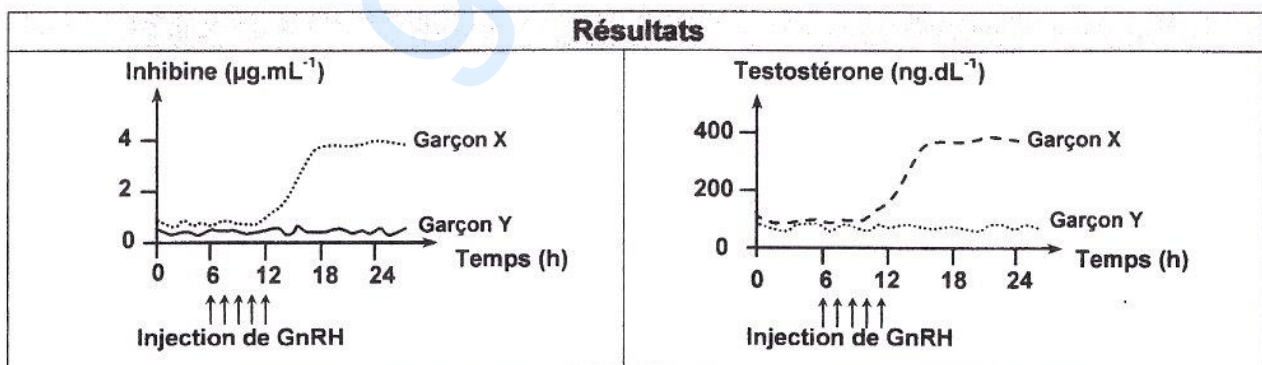 Résultats
Inhibine (µg.mL⁻¹)
4
2
0
Garçon X
Garçon Y
Temps (h)
0 6 12 18 24
Injection de GnRH
Testostérone (ng.dL⁻¹)
400
200
0
Garçon X
Garçon Y
Temps (h)
0 6 12 18 24
Injection de GnRH